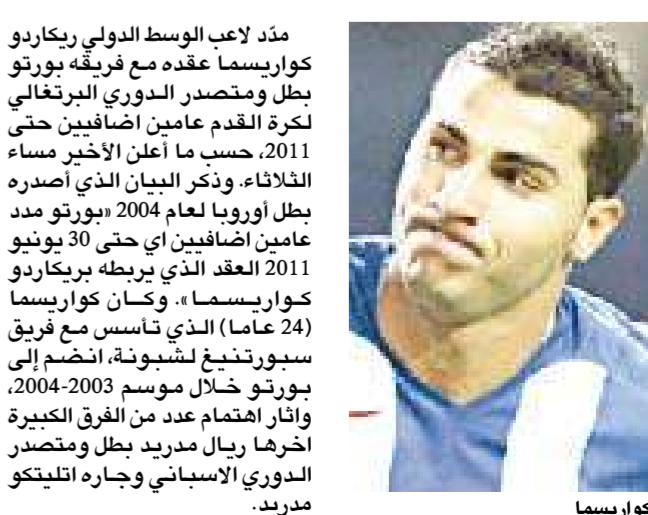 مدّد لاعب الوسط الدولي ريكاردو
كواريسما عقده مع فريقه بورتو
بطل ومتصدر الدوري البرتغالي
لكرة القدم عامين اضافيين حتى
2011، حسب ما أعلن الأخير مساء
الثلاثاء. وذكر البيان الذي أصدره
بطل أوروبا لعام 2004 «بورتو مدد
عامين اضافيين اي حتى 30 يونيو
2011 العقد الذي يربطه بريكاردو
كواريسما». وكان كواريسما
(24 عاما) الذي تأسس مع فريق
سبورتنيغ لشبونة، انضم إلى
بورتو خلال موسم 2003-2004،
واثار اهتمام عدد من الفرق الكبيرة
اخرها ريال مدريد بطل ومتصدر
الدوري الاسباني وجاره اتليتكو
مدريد.
كواريسما